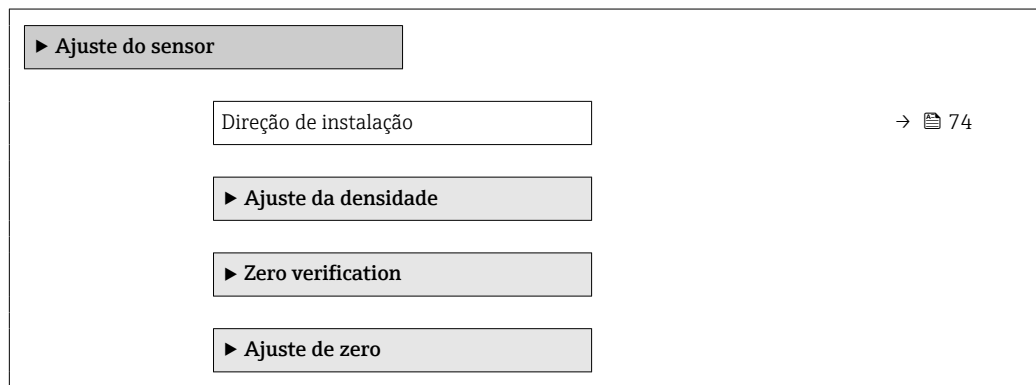 ▶ Ajuste do sensor
Direção de instalação → 74
▶ Ajuste da densidade
▶ Zero verification
▶ Ajuste de zero